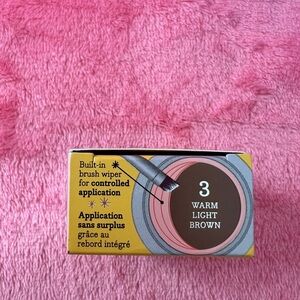 Built-in
brush wiper
for controlled
application
Application
sans surplus
grâce au
rebord intégré
3
WARM
LIGHT
BROWN